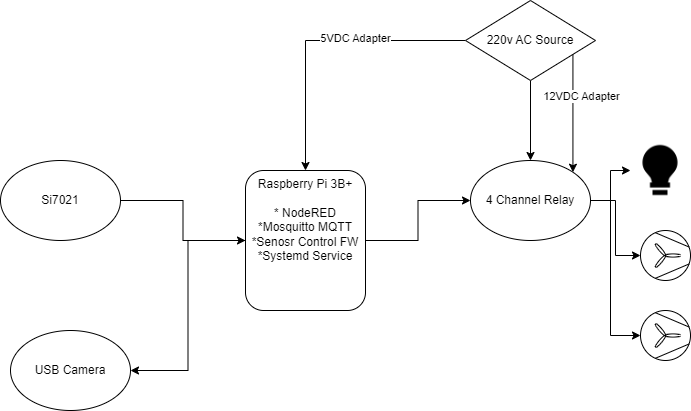 5VDC Adapter
220v AC Source
12VDC Adapter
Si7021
Raspberry Pi 3B+
* NodeRED
*Mosquitto MQTT
*Senosr Control FW
*Systemd Service
4 Channel Relay
USB Camera